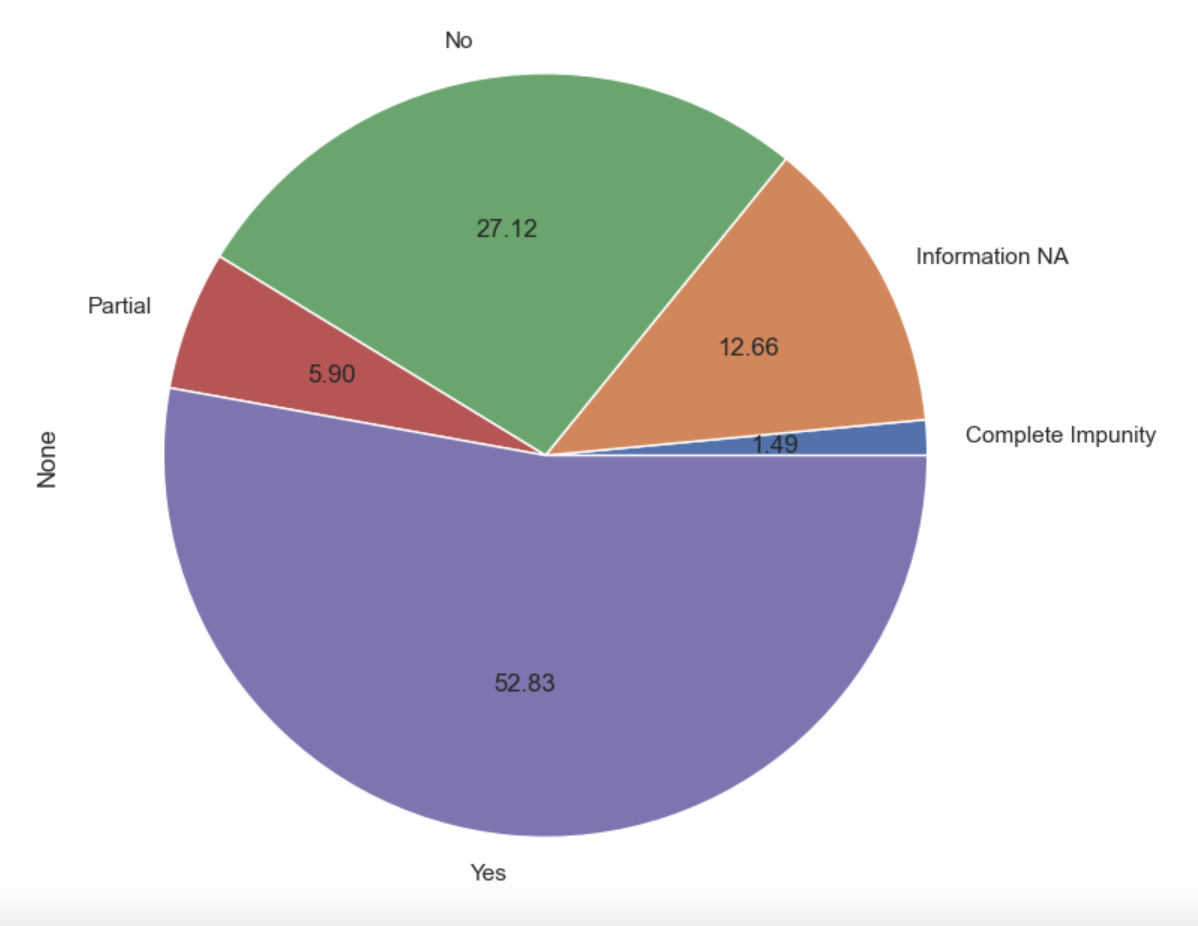 No
27.12
Information NA
Partial
12.66
5.90
Complete Impunity
1.49
None
52.83
Yes